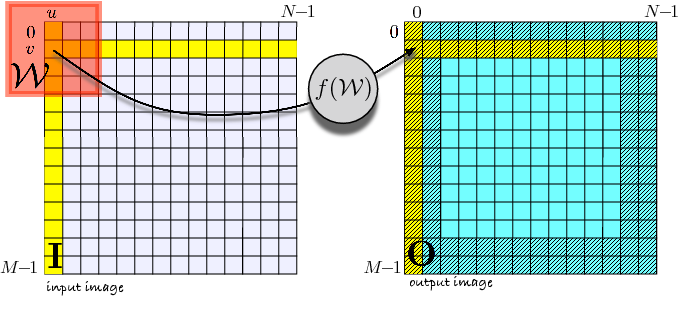 u
N−1
0
v
𝒲
f(𝒲)
I
M−1
input image
0
N−1
0
O
M−1
output image